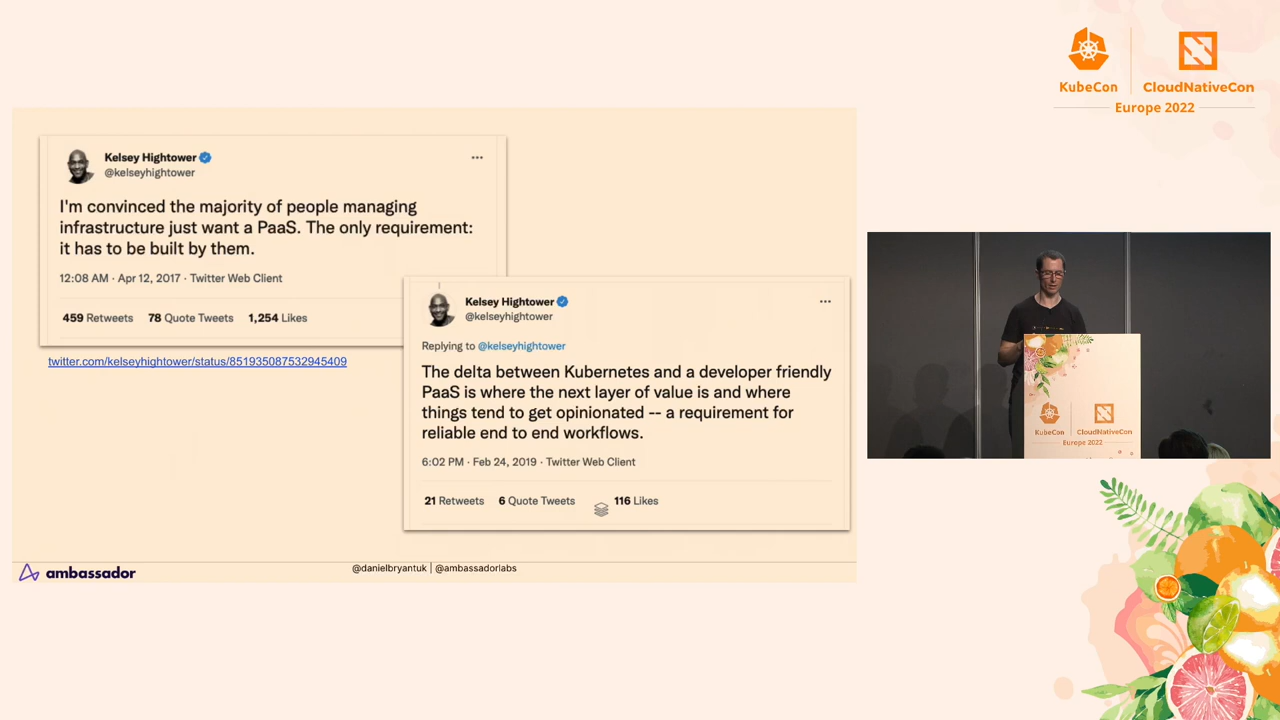 KubeCon
CloudNativeCon
Europe 2022
Kelsey Hightower
@kelseyhightower
I'm convinced the majority of people managing
infrastructure just want a PaaS. The only requirement:
it has to be built by them.
12:08 AM · Apr 12, 2017 · Twitter Web Client
459 Retweets 78 Quote Tweets 1,254 Likes
twitter.com/kelseyhightower/status/851935087532945409
Kelsey Hightower
@kelseyhightower
Replying to @kelseyhightower
The delta between Kubernetes and a developer friendly
PaaS is where the next layer of value is and where
things tend to get opinionated -- a requirement for
reliable end to end workflows.
6:02 PM · Feb 24, 2019 · Twitter Web Client
21 Retweets 6 Quote Tweets 116 Likes
ambassador
@danielbryantuk | @ambassadorlabs
KubeCon
CloudNativeCon
Europe 2022